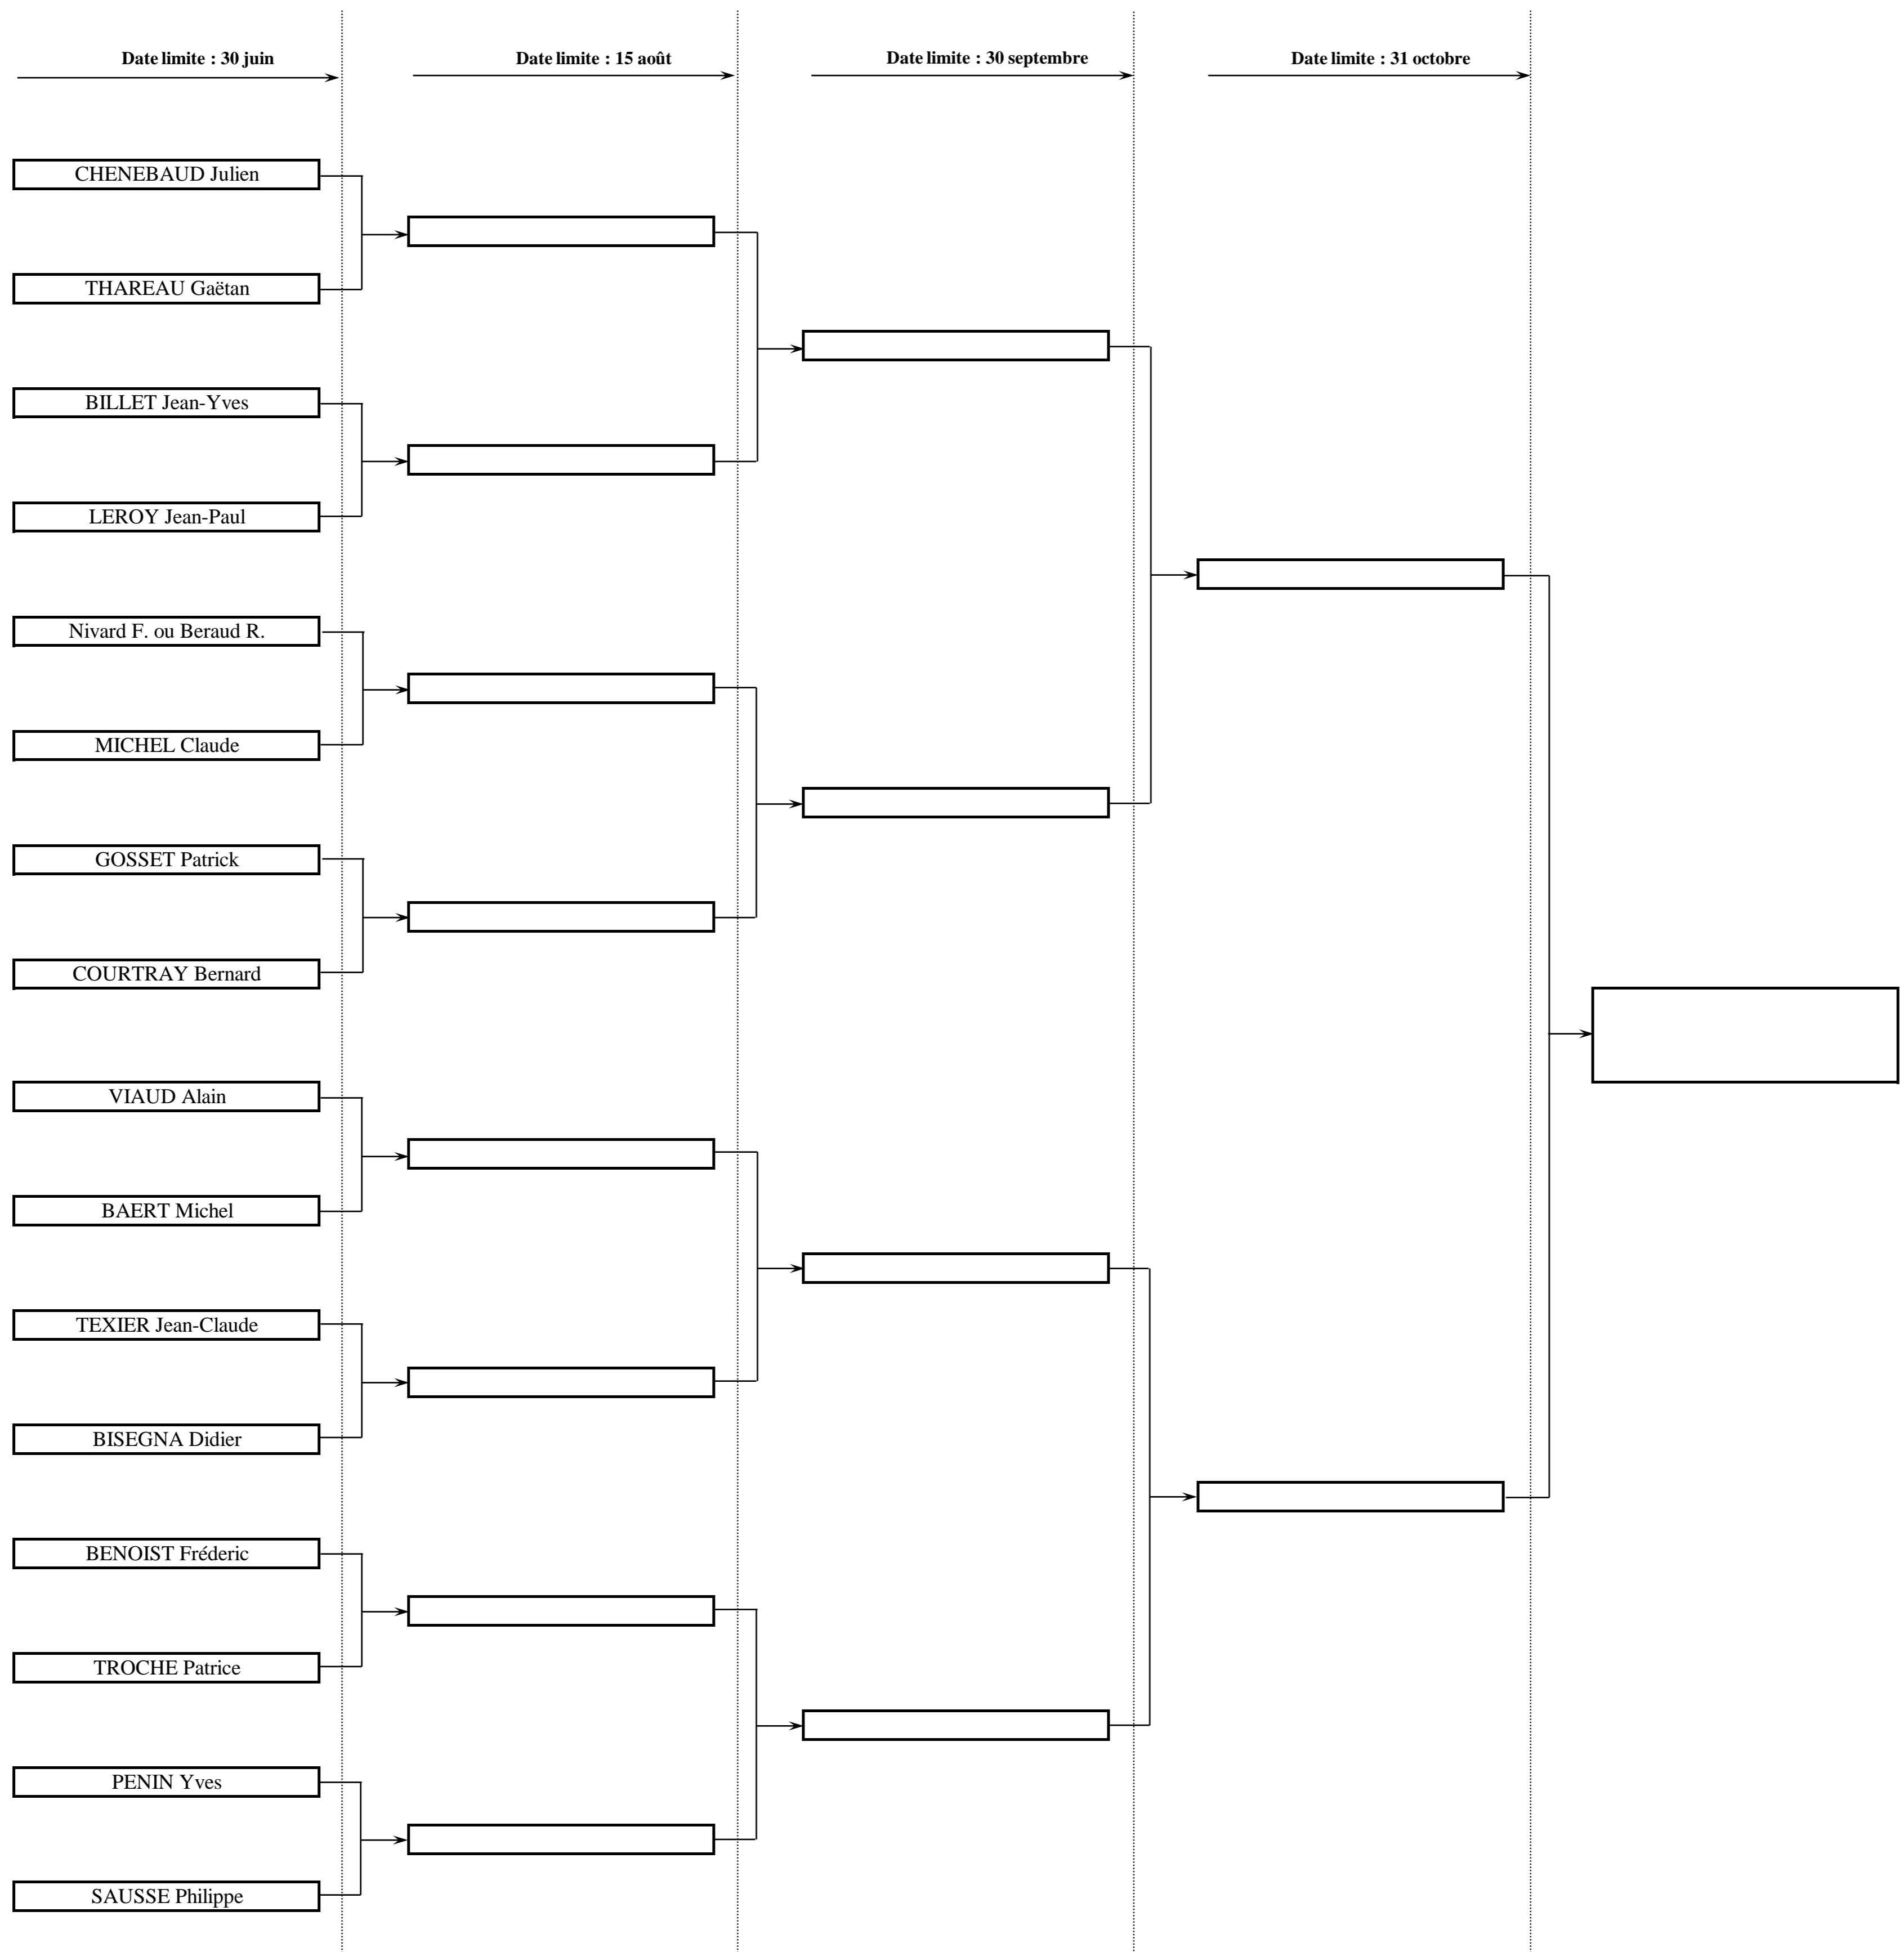 Date limite : 30 juin
Date limite : 15 août
Date limite : 30 septembre
Date limite : 31 octobre
CHENEBAUD Julien
THAREAU Gaëtan
BILLET Jean-Yves
LEROY Jean-Paul
Nivard F. ou Beraud R.
MICHEL Claude
GOSSET Patrick
COURTRAY Bernard
VIAUD Alain
BAERT Michel
TEXIER Jean-Claude
BISEGNA Didier
BENOIST Fréderic
TROCHE Patrice
PENIN Yves
SAUSSE Philippe